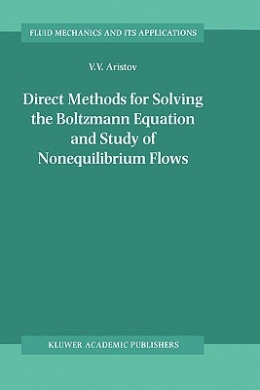 FLUID MECHANICS AND ITS APPLICATIONS
V.V. Aristov
Direct Methods for Solving
the Boltzmann Equation
and Study of
Nonequilibrium Flows
KLUWER ACADEMIC PUBLISHERS